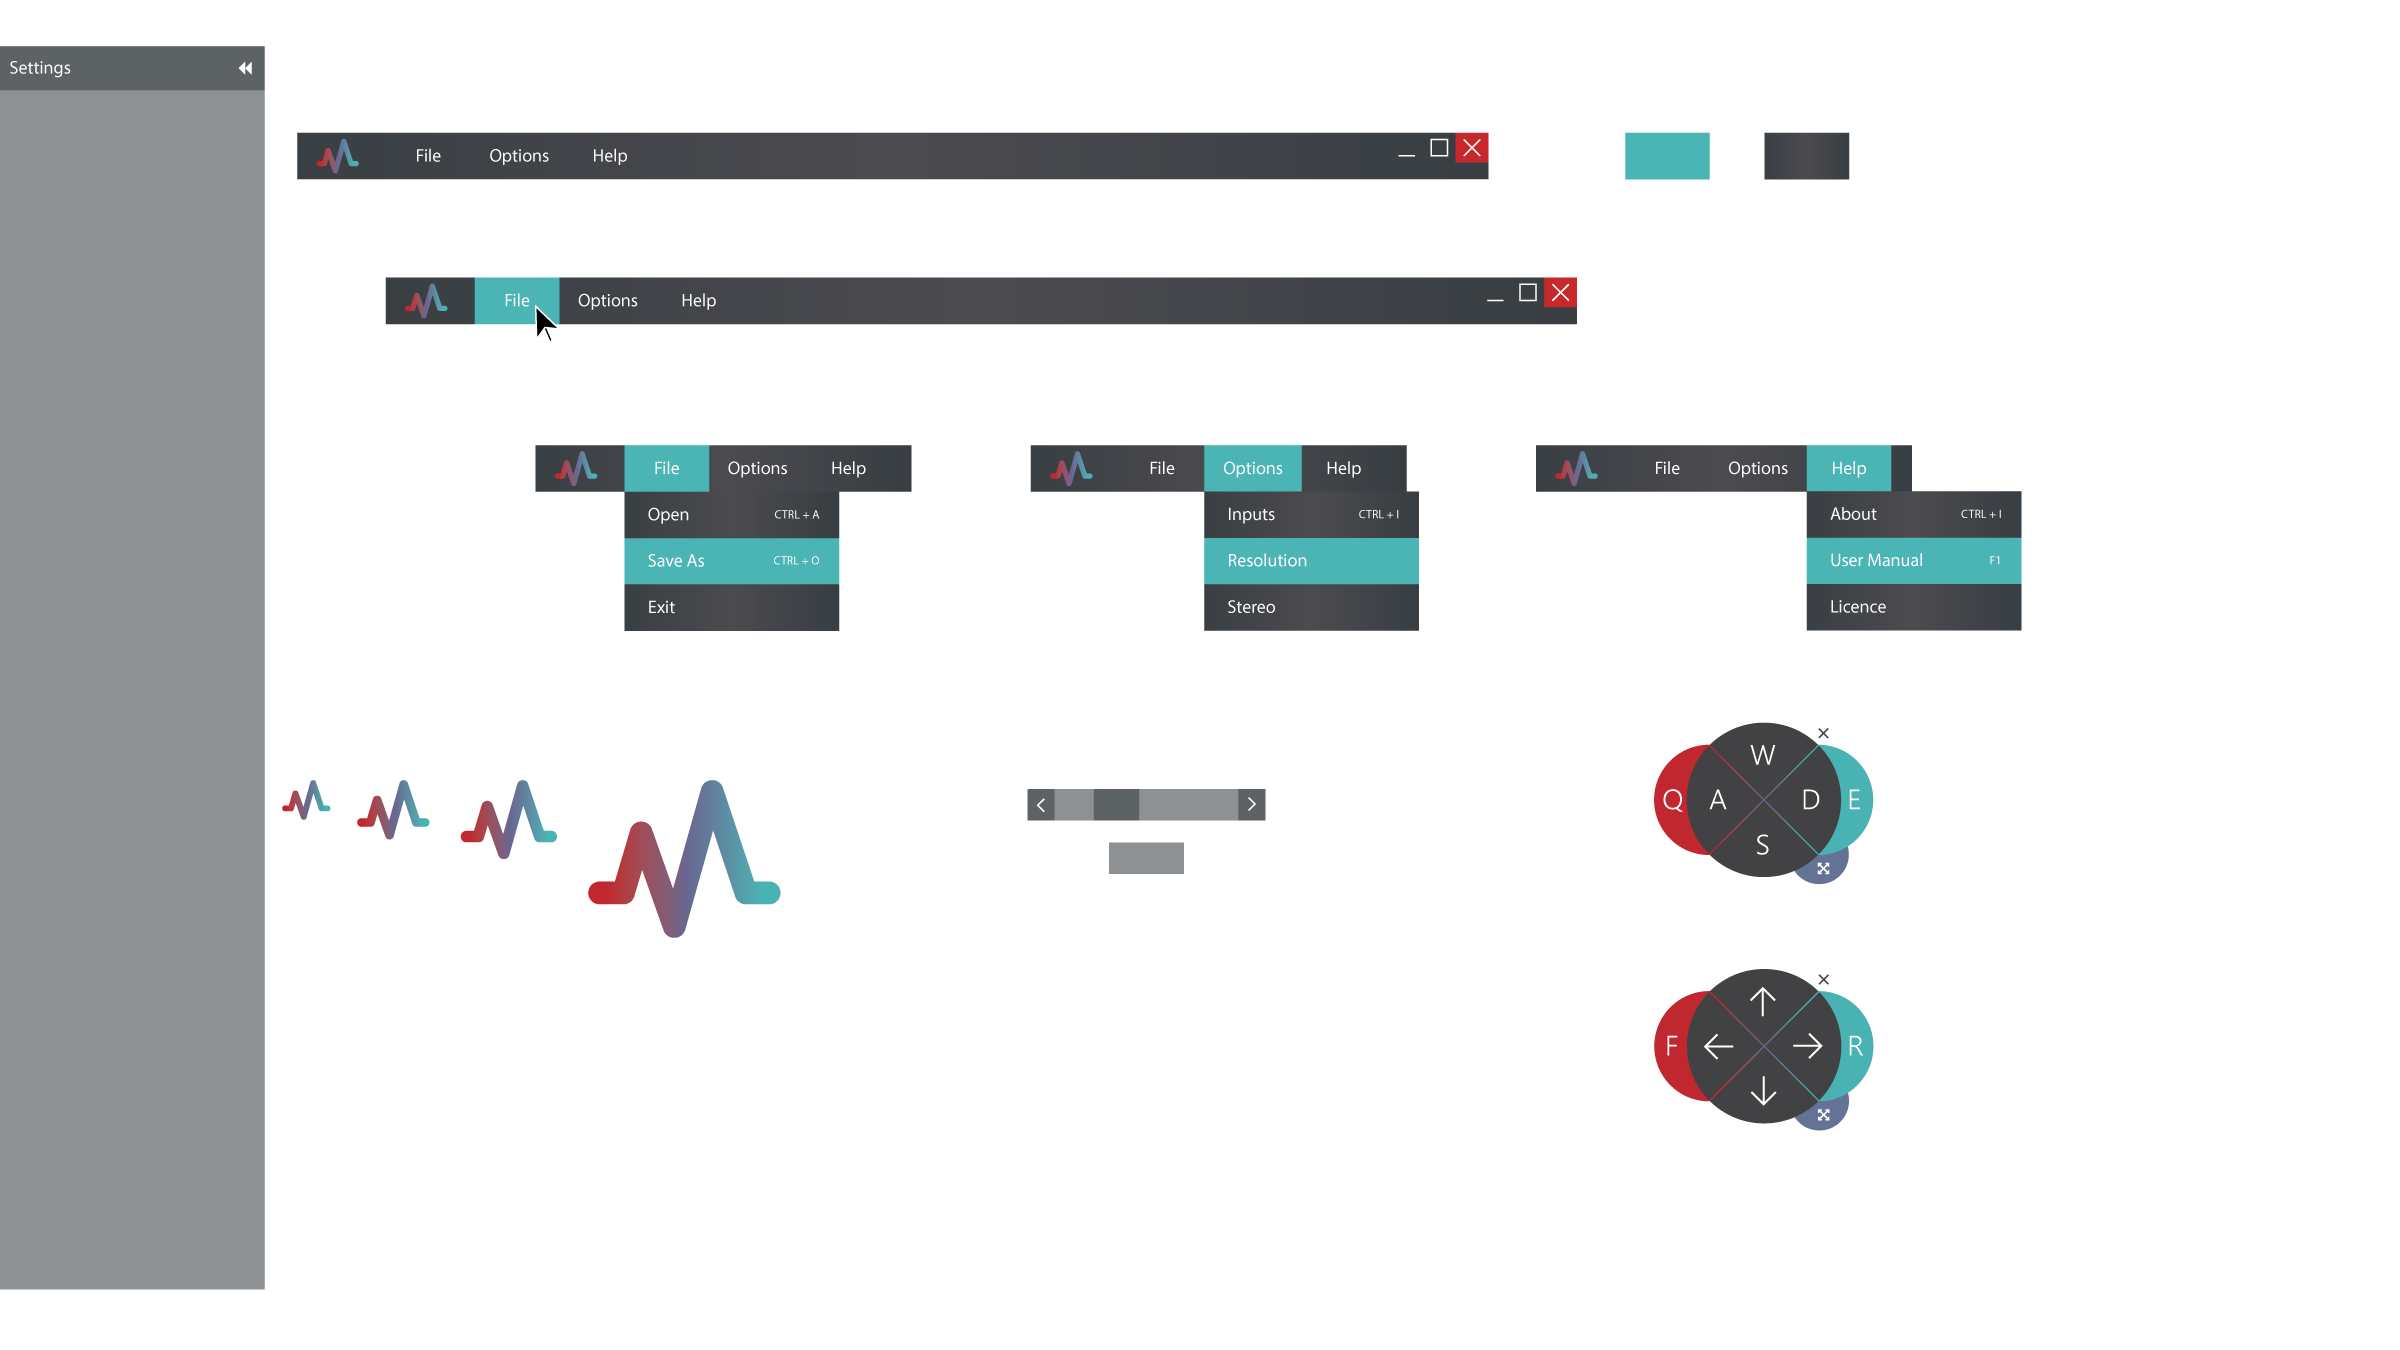 Settings
File Options Help
File Options Help
File Options Help
Open CTRL + A
Save As CTRL + O
Exit
File Options Help
Inputs CTRL + I
Resolution
Stereo
File Options Help
About CTRL + I
User Manual F1
Licence
W
Q A D E
S
F R